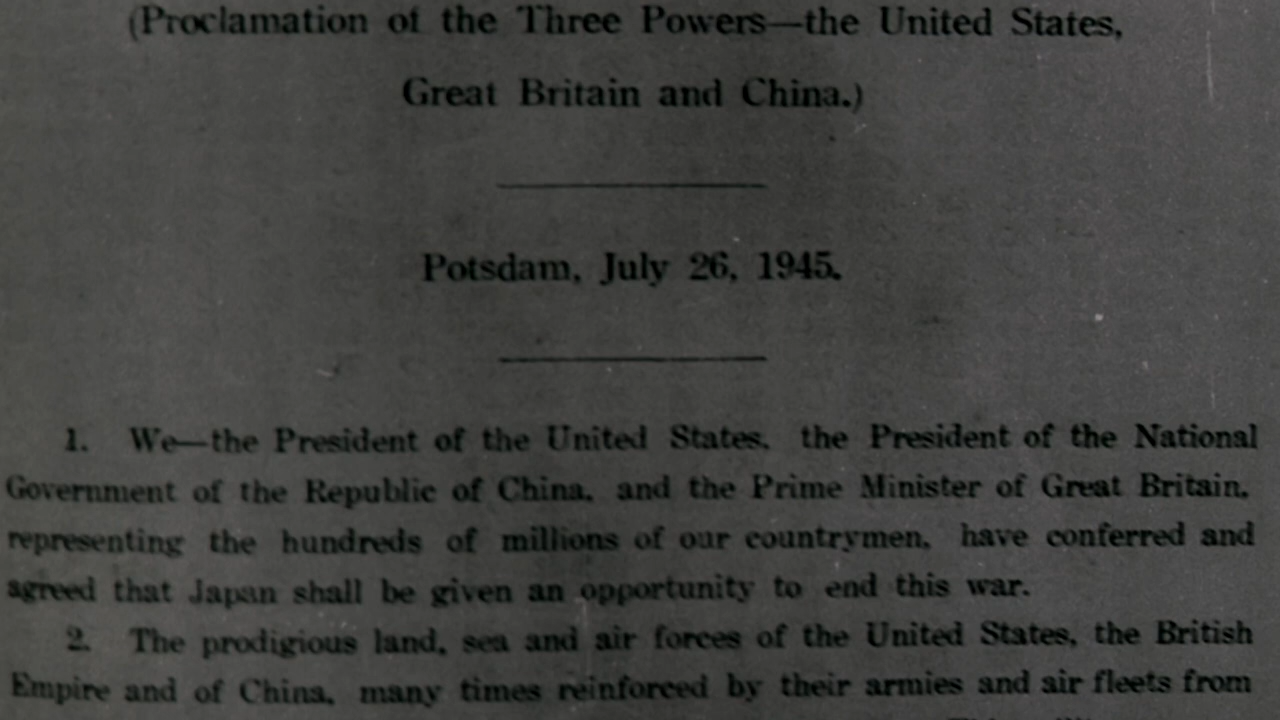 (Proclamation of the Three Powers—the United States,
Great Britain and China.)
Potsdam, July 26, 1945.
1. We—the President of the United States, the President of the National
Government of the Republic of China, and the Prime Minister of Great Britain,
representing the hundreds of millions of our countrymen, have conferred and
agreed that Japan shall be given an opportunity to end this war.
2. The prodigious land, sea and air forces of the United States, the British
Empire and of China, many times reinforced by their armies and air fleets from